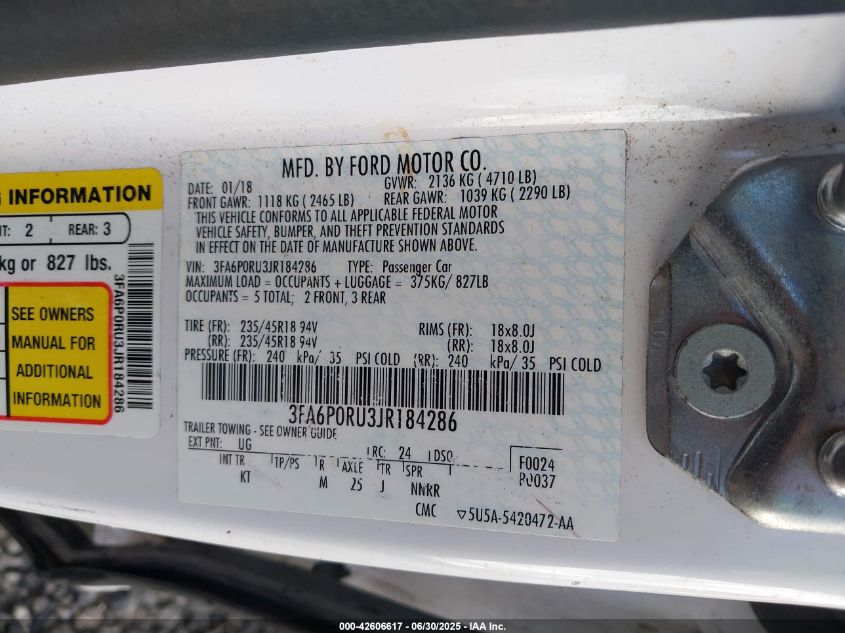 G INFORMATION
NT: 2 REAR: 3
kg or 827 lbs.
SEE OWNERS
MANUAL FOR
ADDITIONAL
INFORMATION
3FA6P0RU3JR184286
MFD. BY FORD MOTOR CO.
DATE: 01/18 GVWR: 2136 KG ( 4710 LB)
FRONT GAWR: 1118 KG ( 2465 LB) REAR GAWR: 1039 KG ( 2290 LB)
THIS VEHICLE CONFORMS TO ALL APPLICABLE FEDERAL MOTOR
VEHICLE SAFETY, BUMPER, AND THEFT PREVENTION STANDARDS
IN EFFECT ON THE DATE OF MANUFACTURE SHOWN ABOVE.
VIN: 3FA6P0RU3JR184286 TYPE: Passenger Car
MAXIMUM LOAD = OCCUPANTS + LUGGAGE = 375KG/ 827LB
OCCUPANTS = 5 TOTAL; 2 FRONT, 3 REAR
TIRE (FR): 235/45R18 94V RIMS (FR): 18x8.0J
(RR): 235/45R18 94V (RR): 18x8.0J
PRESSURE (FR): 240 kPa/ 35 PSI COLD (RR): 240 kPa/ 35 PSI COLD
3FA6P0RU3JR184286
TRAILER TOWING - SEE OWNER GUIDE
EXT PNT: UG RC: 24 DSO: F0024
INT TR TP/PS R AXLE TR SPR P0037
KT M 25 J NNRR
CMC ▽5U5A-5420472-AA
000-42606617 - 06/30/2025 - IAA Inc.